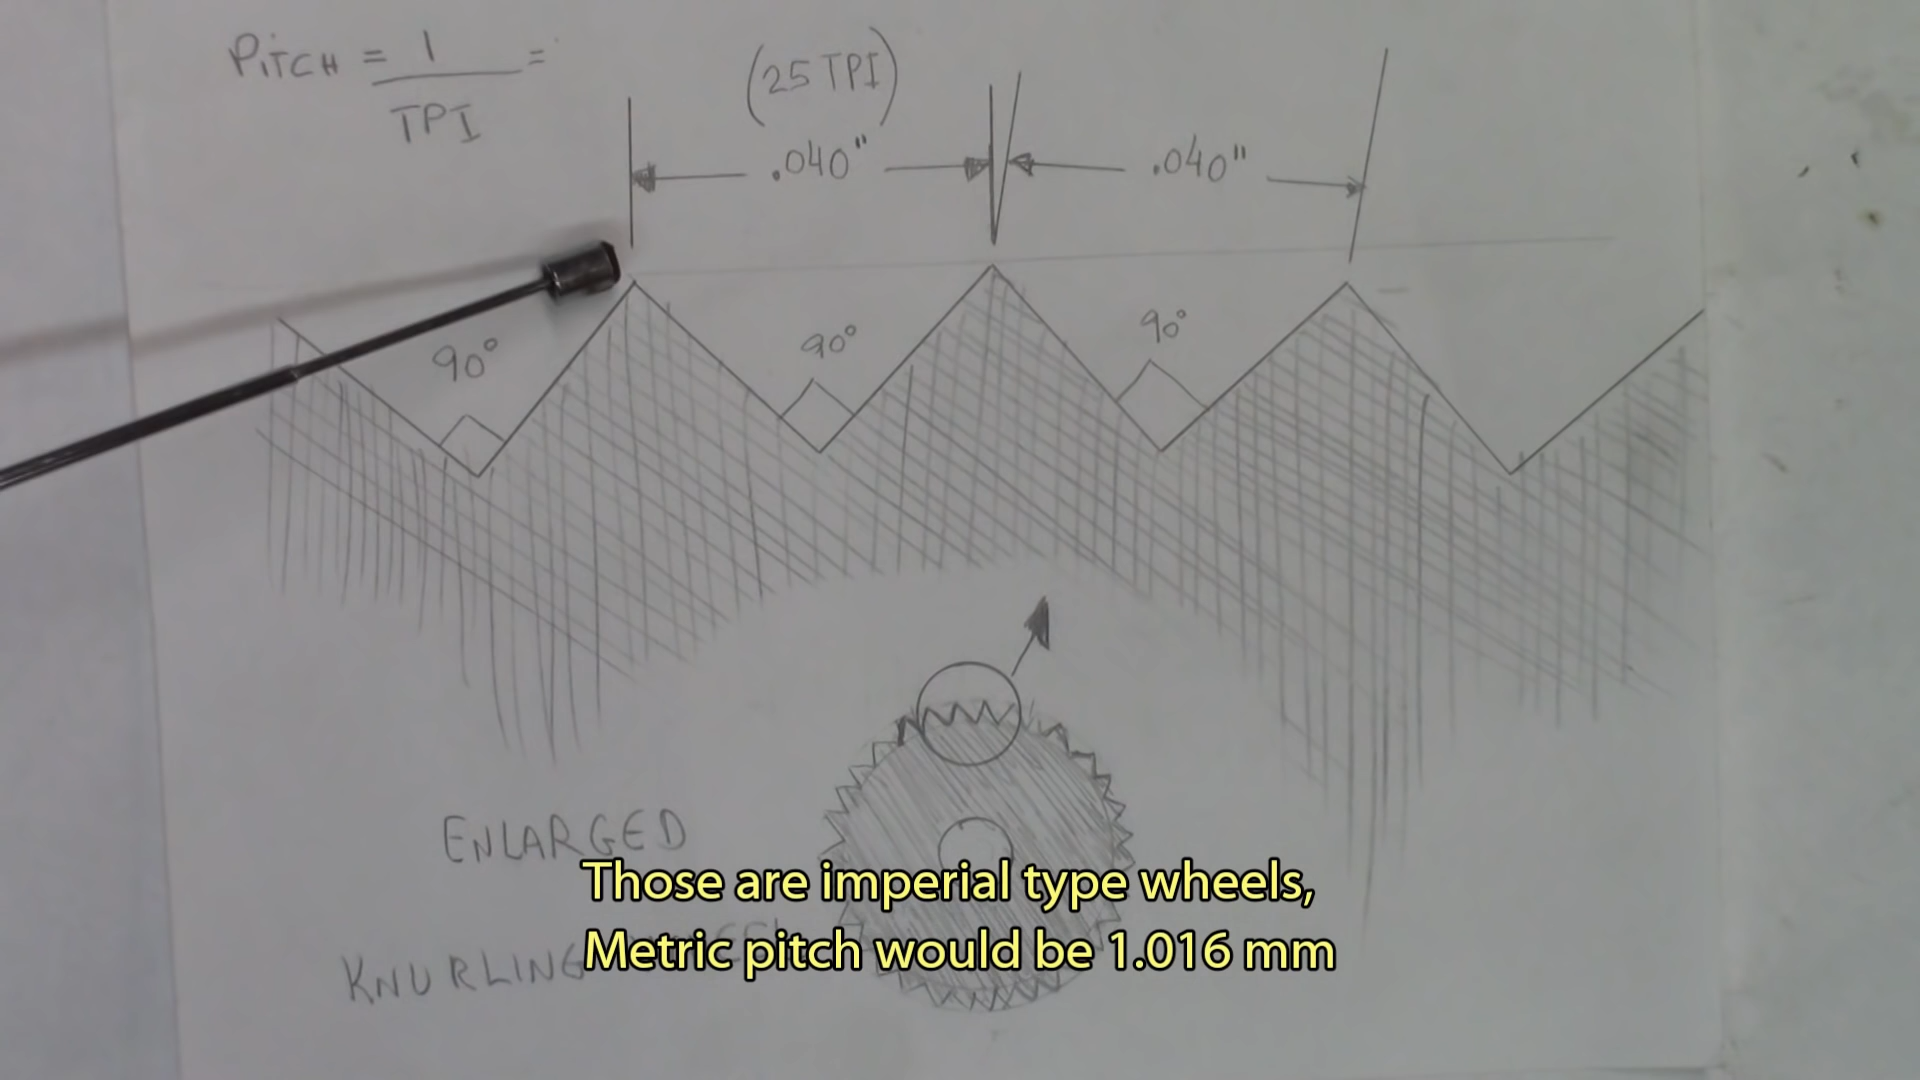 PITCH = 1 =
TPI
(25 TPI)
.040"
.040"
90°
90°
90°
ENLARGED
KNURLING
Those are imperial type wheels,
Metric pitch would be 1.016 mm